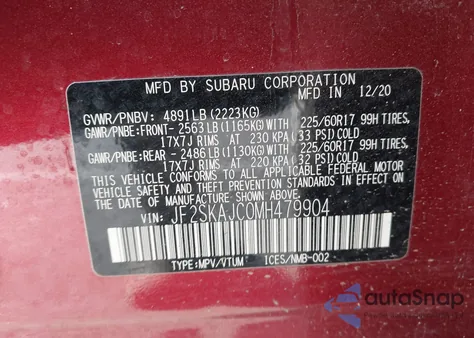 MFD BY SUBARU CORPORATION 12/20
GVWR/PNBV: 4891LB(2223KG)
GAWR/PNBE:FRONT- 2563LB(1165KG) WITH/AVEC 225/60R17 99H TIRES,
17X7J RIMS AT 230 KPA(33 PSI)COLD
GAWR/PNBE:REAR - 2486LB(1130KG) WITH/AVEC 225/60R17 99H TIRES,
17X7J RIMS AT 220 KPA(32 PSI)COLD
THIS VEHICLE CONFORMS TO ALL APPLICABLE FEDERAL MOTOR
VEHICLE SAFETY, BUMPER, AND THEFT PREVENTION STANDARDS
IN EFFECT ON THE DATE OF MANUFACTURE SHOWN ABOVE.
VIN: JF2SKAJC0MH479904
TYPE:MPV/VTUM ICES/NMB-002
autoSnap